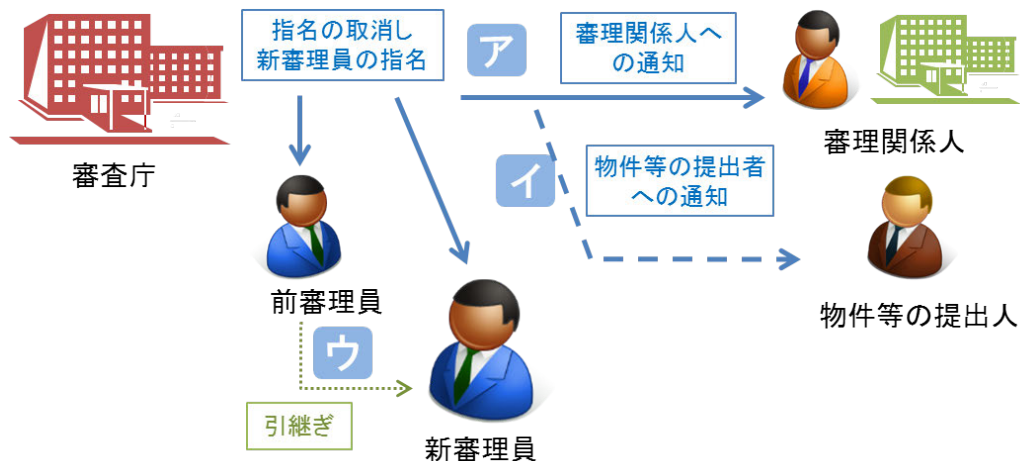 指名の取消し
新審理員の指名
ア
審理関係人へ
の通知
審査庁
審理関係人
イ
物件等の提出者
への通知
前審理員
物件等の提出人
ウ
引継ぎ
新審理員